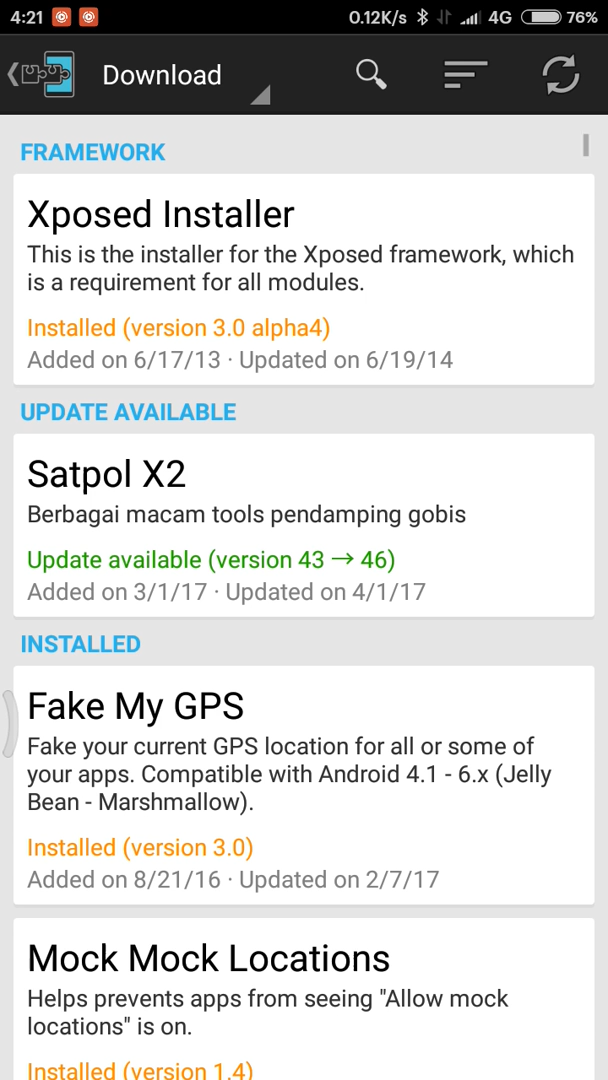 4:21 0.12K/s 4G 76%
Download
FRAMEWORK
Xposed Installer
This is the installer for the Xposed framework, which
is a requirement for all modules.
Installed (version 3.0 alpha4)
Added on 6/17/13 · Updated on 6/19/14
UPDATE AVAILABLE
Satpol X2
Berbagai macam tools pendamping gobis
Update available (version 43 → 46)
Added on 3/1/17 · Updated on 4/1/17
INSTALLED
Fake My GPS
Fake your current GPS location for all or some of
your apps. Compatible with Android 4.1 - 6.x (Jelly
Bean - Marshmallow).
Installed (version 3.0)
Added on 8/21/16 · Updated on 2/7/17
Mock Mock Locations
Helps prevents apps from seeing "Allow mock
locations" is on.
Installed (version 1.4)